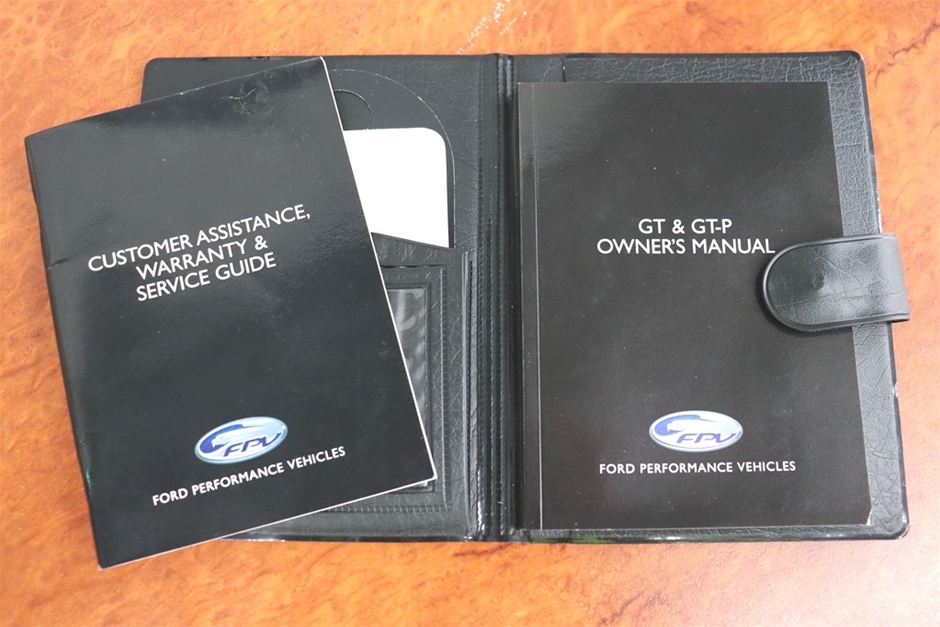 CUSTOMER ASSISTANCE,
WARRANTY &
SERVICE GUIDE
FPV
FORD PERFORMANCE VEHICLES
GT & GT-P
OWNER'S MANUAL
FPV
FORD PERFORMANCE VEHICLES